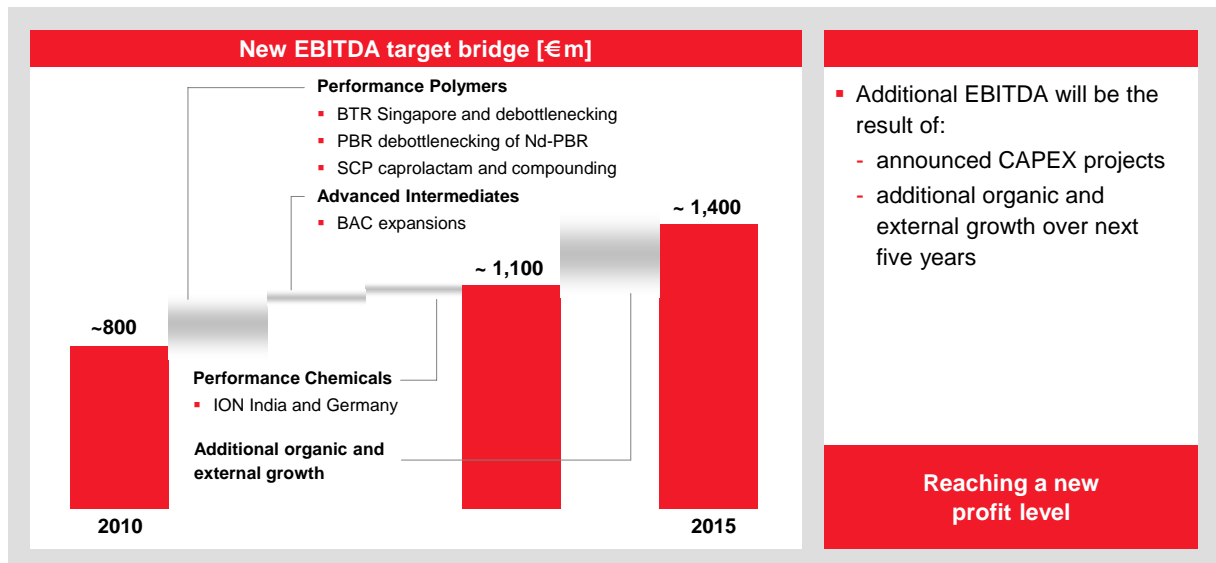 New EBITDA target bridge [€m]
Performance Polymers
▪ BTR Singapore and debottlenecking
▪ PBR debottlenecking of Nd-PBR
▪ SCP caprolactam and compounding
Advanced Intermediates
▪ BAC expansions
~ 1,400
~ 1,100
~800
Performance Chemicals
▪ ION India and Germany
Additional organic and
external growth
2010
2015
▪ Additional EBITDA will be the
result of:
- announced CAPEX projects
- additional organic and
external growth over next
five years
Reaching a new
profit level